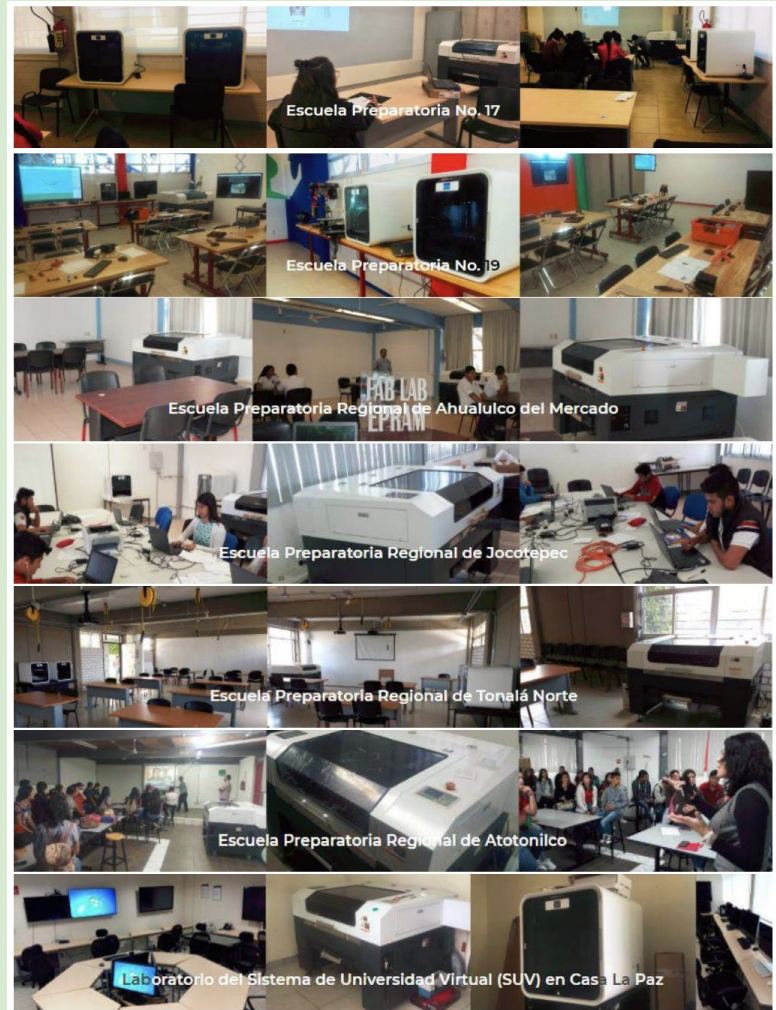 Escuela Preparatoria No. 17
Escuela Preparatoria No. 19
FAB LAB
EPRAM
Escuela Preparatoria Regional de Ahualulco del Mercado
Escuela Preparatoria Regional de Jocotepec
Escuela Preparatoria Regional de Tonalá Norte
Escuela Preparatoria Regional de Atotonilco
Laboratorio del Sistema de Universidad Virtual (SUV) en Casa La Paz